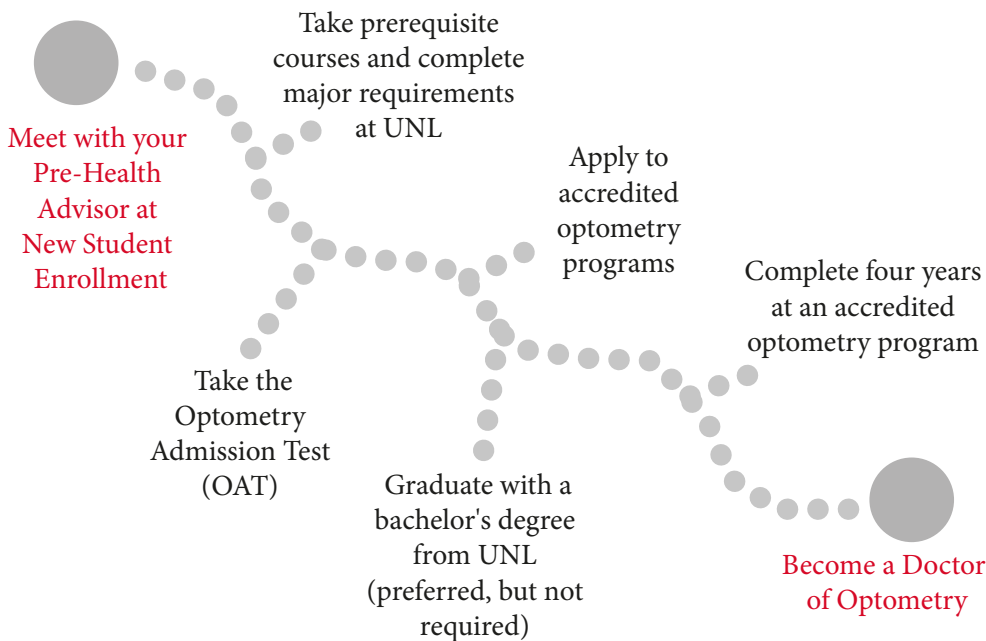 Take prerequisite
courses and complete
major requirements
at UNL
Meet with your
Pre-Health
Advisor at
New Student
Enrollment
Apply to
accredited
optometry
programs
Complete four years
at an accredited
optometry program
Take the
Optometry
Admission Test
(OAT)
Graduate with a
bachelor's degree
from UNL
(preferred, but not
required)
Become a Doctor
of Optometry